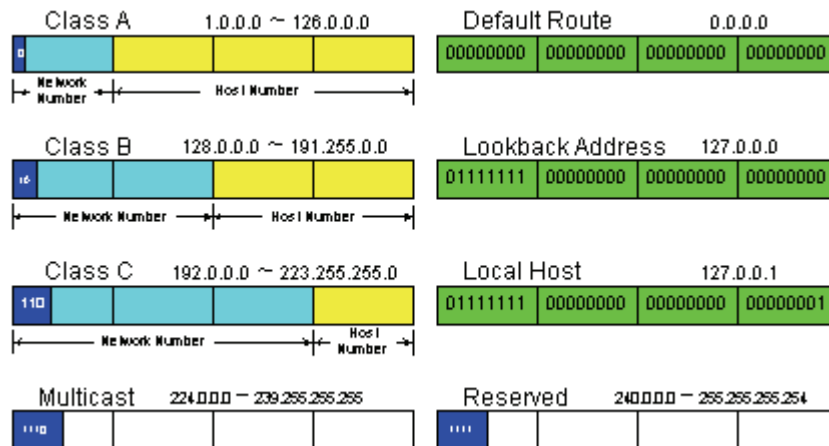 Class A 1.0.0.0 ~ 126.0.0.0
0
Network Number
Host Number
Default Route 0.0.0.0
00000000 00000000 00000000 00000000
Class B 128.0.0.0 ~ 191.255.0.0
Network Number
Host Number
Lookback Address 127.0.0.0
01111111 00000000 00000000 00000000
Class C 192.0.0.0 ~ 223.255.255.0
110
Network Number
Host Number
Local Host 127.0.0.1
01111111 00000000 00000000 00000001
Multicast 224.0.0.0 – 239.255.255.255
1110
Reserved 240.0.0.0 – 255.255.255.254
1111